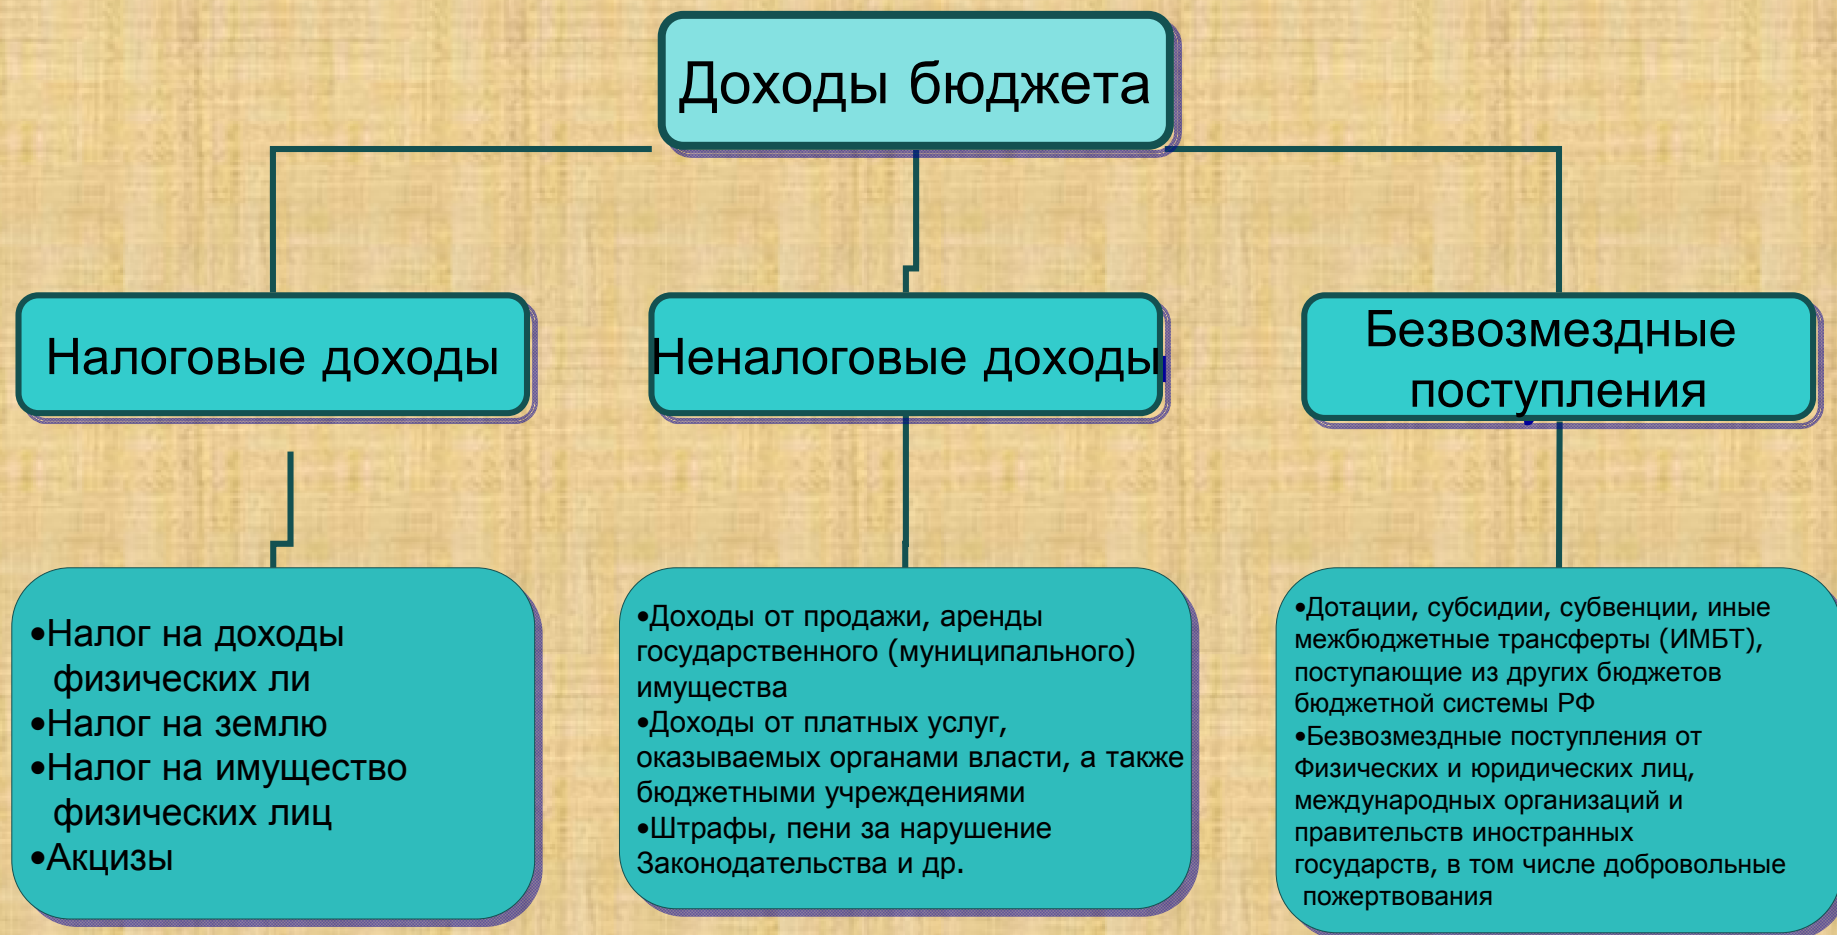 Доходы бюджета
Налоговые доходы
Неналоговые доходы
Безвозмездные
поступления
•Налог на доходы
физических ли
•Налог на землю
•Налог на имущество
физических лиц
•Акцизы
•Доходы от продажи, аренды
государственного (муниципального)
имущества
•Доходы от платных услуг,
оказываемых органами власти, а также
бюджетными учреждениями
•Штрафы, пени за нарушение
Законодательства и др.
•Дотации, субсидии, субвенции, иные
межбюджетные трансферты (ИМБТ),
поступающие из других бюджетов
бюджетной системы РФ
•Безвозмездные поступления от
Физических и юридических лиц,
международных организаций и
правительств иностранных
государств, в том числе добровольные
пожертвования